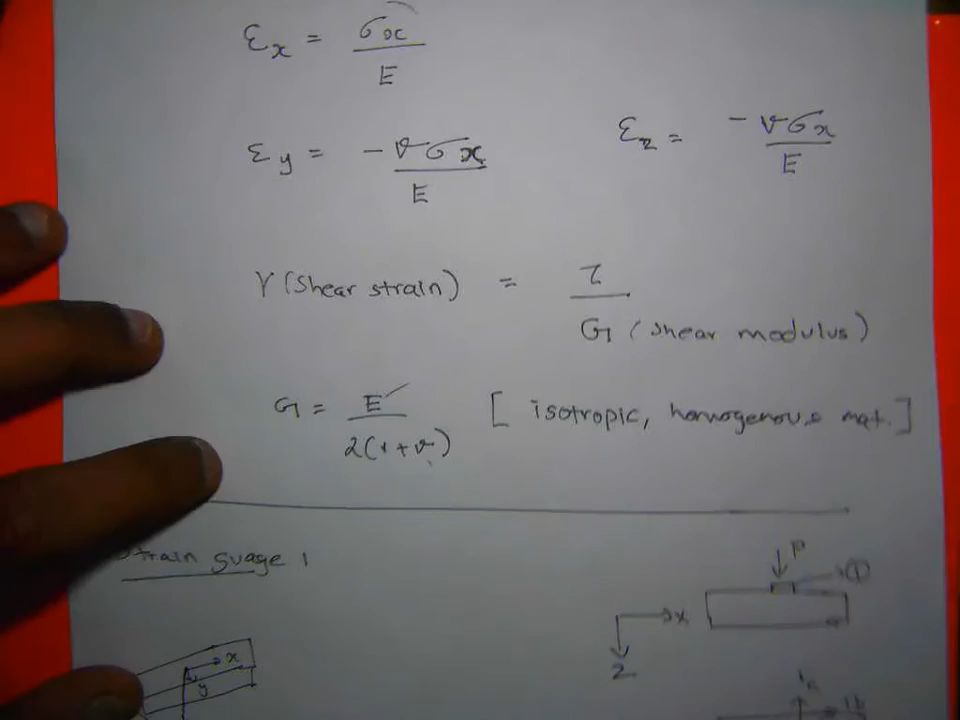 εx = σx / E
εy = -νσx / E
εz = -νσx / E
γ (Shear strain) = τ / G (shear modulus)
G = E / 2(1+ν) [isotropic, homogenous mat.]
Strain guage 1
P
①
x
z
x
y